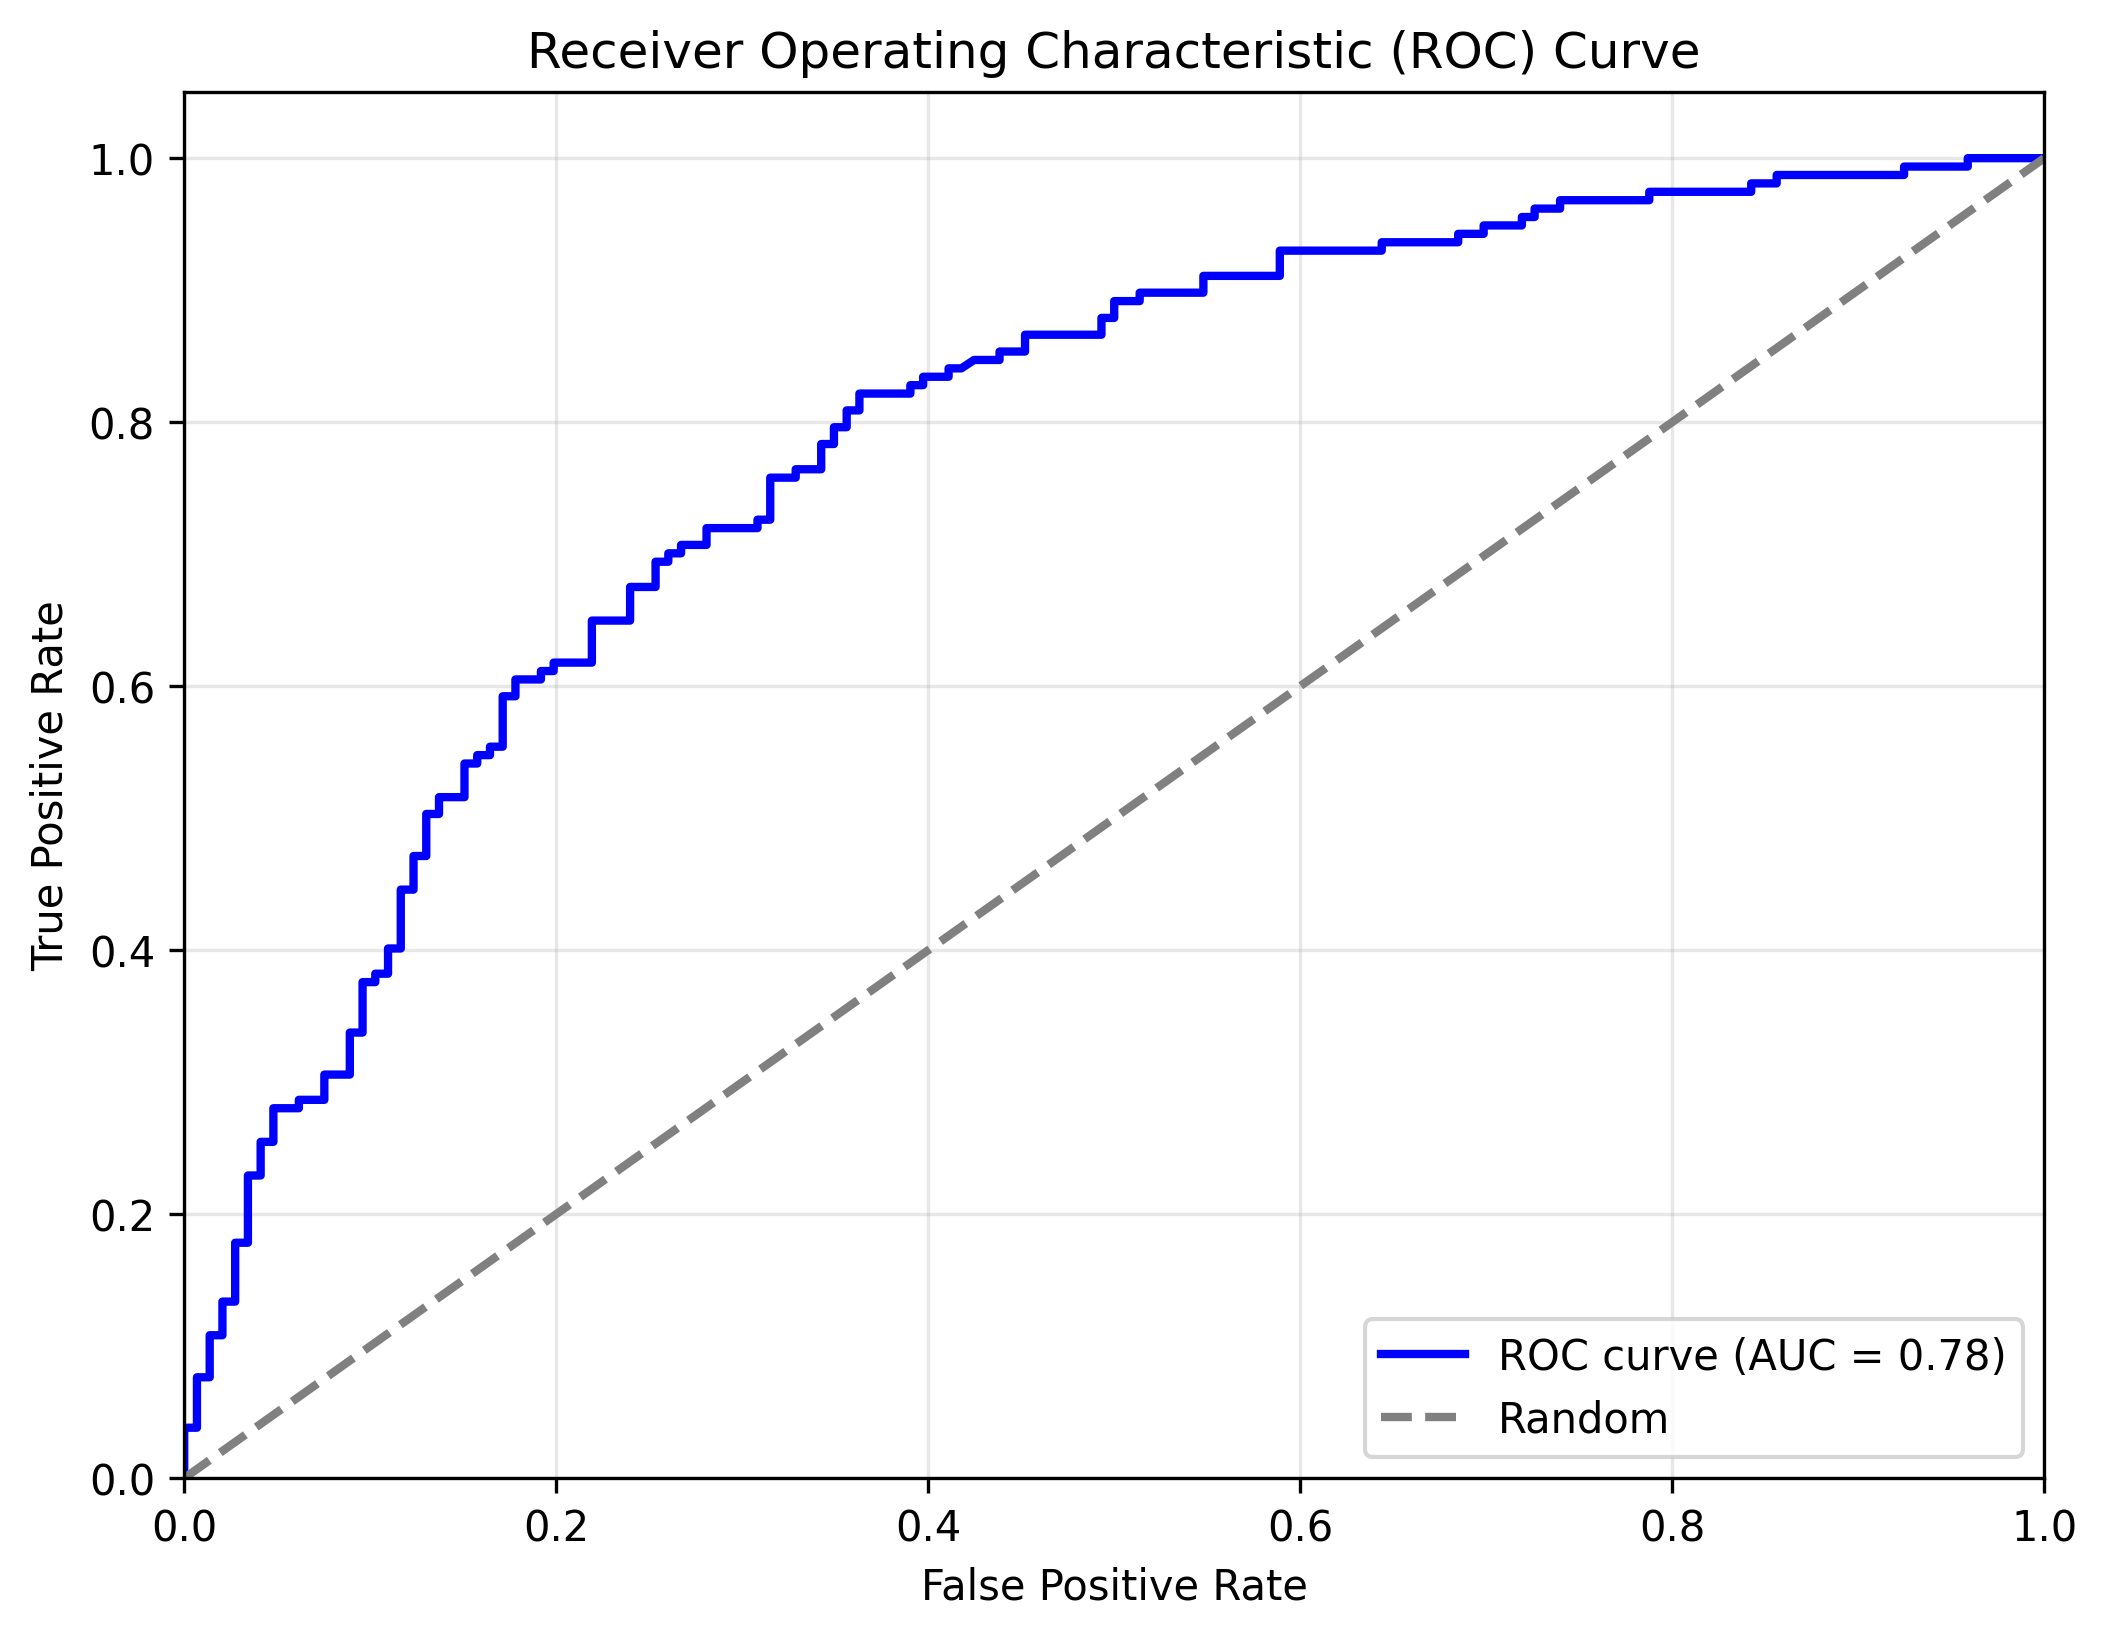 Receiver Operating Characteristic (ROC) Curve
1.0
0.8
0.6
0.4
0.2
0.0
True Positive Rate
0.0 0.2 0.4 0.6 0.8 1.0
False Positive Rate
ROC curve (AUC = 0.78)
Random